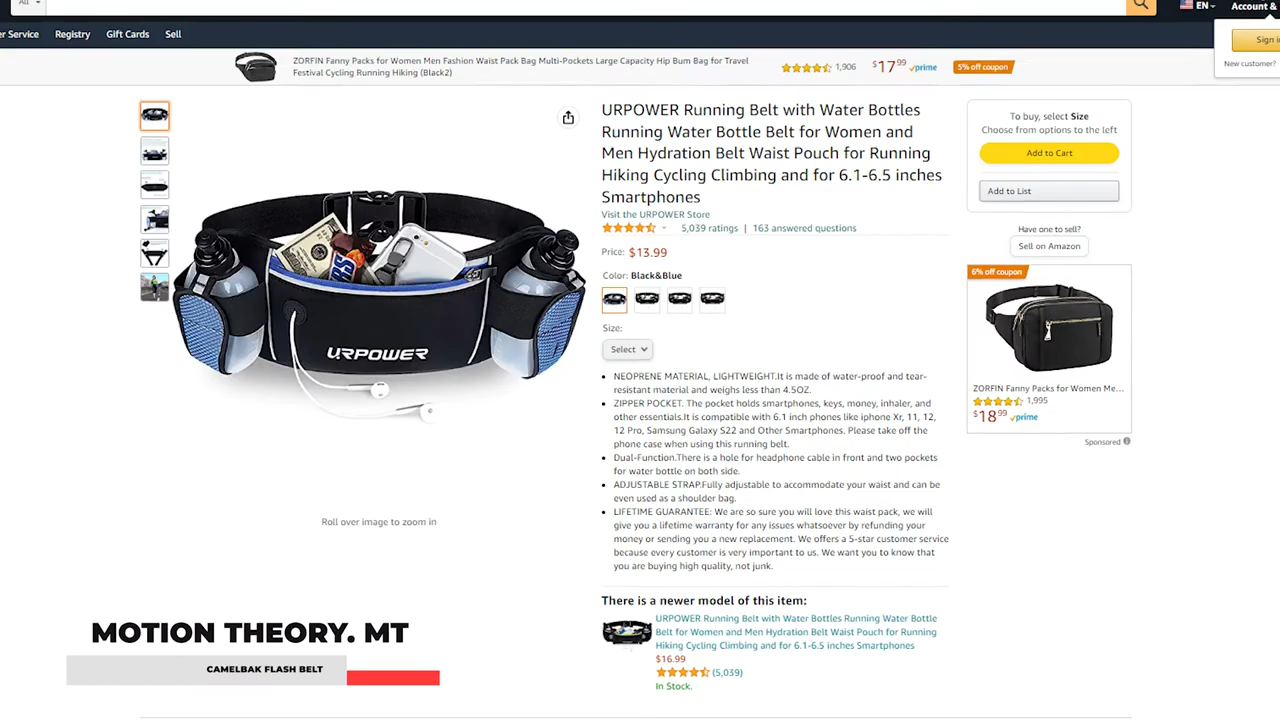 All
EN
Account &
er Service
Registry
Gift Cards
Sell
Sign i
New customer?
ZORFIN Fanny Packs for Women Men Fashion Waist Pack Bag Multi-Pockets Large Capacity Hip Bum Bag for Travel
Festival Cycling Running Hiking (Black2)
1,906
$1799 prime
5% off coupon
URPOWER Running Belt with Water Bottles
Running Water Bottle Belt for Women and
Men Hydration Belt Waist Pouch for Running
Hiking Cycling Climbing and for 6.1-6.5 inches
Smartphones
Visit the URPOWER Store
5,039 ratings | 163 answered questions
Price: $13.99
Color: Black&Blue
Size:
Select
NEOPRENE MATERIAL, LIGHTWEIGHT.It is made of water-proof and tear-
resistant material and weighs less than 4.5OZ.
ZIPPER POCKET. The pocket holds smartphones, keys, money, inhaler, and
other essentials.It is compatible with 6.1 inch phones like iphone Xr, 11, 12,
12 Pro, Samsung Galaxy S22 and Other Smartphones. Please take off the
phone case when using this running belt.
Dual-Function.There is a hole for headphone cable in front and two pockets
for water bottle on both side.
ADJUSTABLE STRAP.Fully adjustable to accommodate your waist and can be
even used as a shoulder bag.
LIFETIME GUARANTEE: We are so sure you will love this waist pack, we will
give you a lifetime warranty for any issues whatsoever by refunding your
money or sending you a new replacement. We offers a 5-star customer service
because every customer is very important to us. We want you to know that
you are buying high quality, not junk.
There is a newer model of this item:
URPOWER Running Belt with Water Bottles Running Water Bottle
Belt for Women and Men Hydration Belt Waist Pouch for Running
Hiking Cycling Climbing and for 6.1-6.5 inches Smartphones
$16.99
(5,039)
In Stock.
To buy, select Size
Choose from options to the left
Add to Cart
Add to List
Have one to sell?
Sell on Amazon
6% off coupon
ZORFIN Fanny Packs for Women Me...
1,995
$1899 prime
Sponsored
URPOWER
Roll over image to zoom in
MOTION THEORY. MT
CAMELBAK FLASH BELT